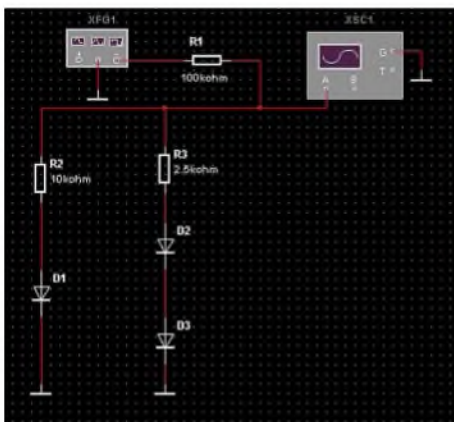 XFG1
XSC1
R1
100kohm
G
T
A
B
R2
10kohm
R3
2.5kohm
D2
D1
D3